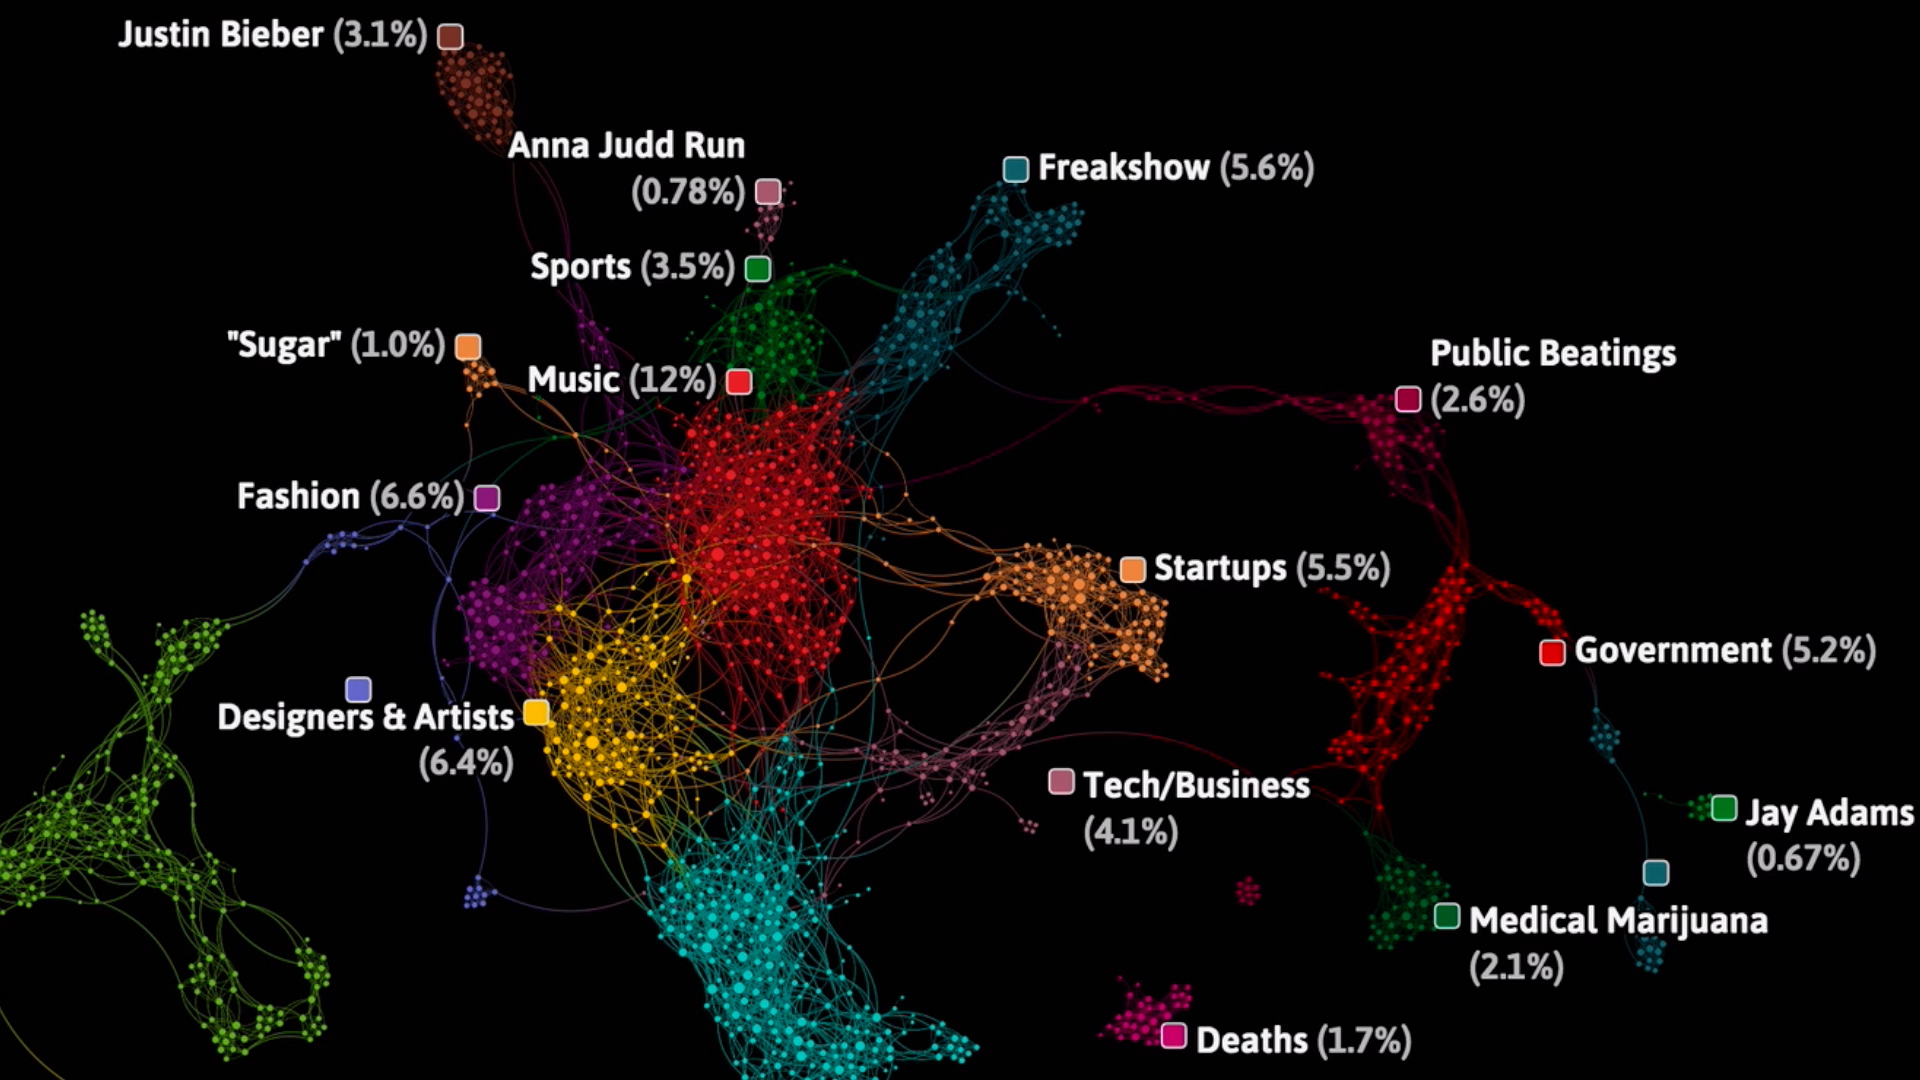 Justin Bieber (3.1%)
Anna Judd Run
(0.78%)
Freakshow (5.6%)
Sports (3.5%)
"Sugar" (1.0%)
Music (12%)
Public Beatings
(2.6%)
Fashion (6.6%)
Startups (5.5%)
Government (5.2%)
Designers & Artists
(6.4%)
Tech/Business
(4.1%)
Jay Adams
(0.67%)
Medical Marijuana
(2.1%)
Deaths (1.7%)